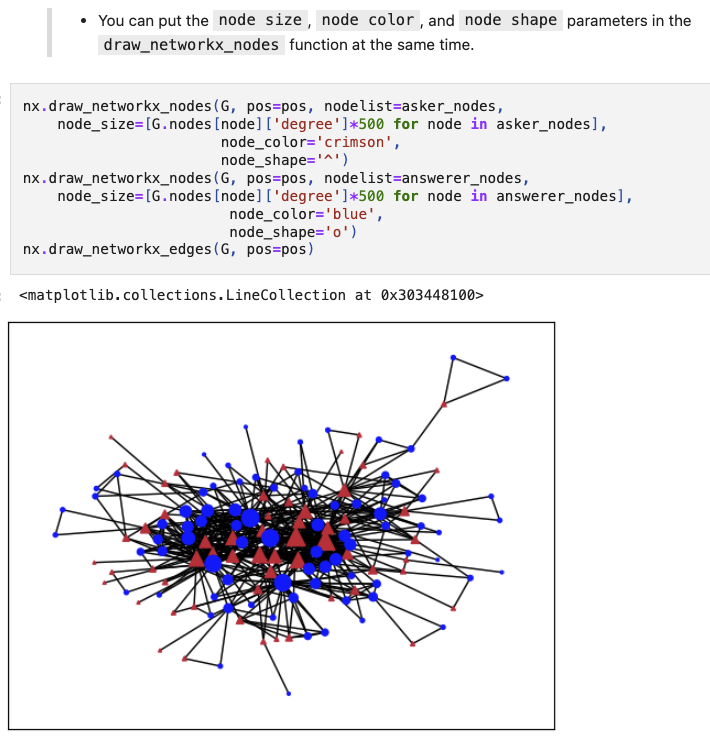 • You can put the node size, node color, and node shape parameters in the
draw_networkx_nodes function at the same time.
nx.draw_networkx_nodes(G, pos=pos, nodelist=asker_nodes,
    node_size=[G.nodes[node]['degree']*500 for node in asker_nodes],
                       node_color='crimson',
                       node_shape='^')
nx.draw_networkx_nodes(G, pos=pos, nodelist=answerer_nodes,
    node_size=[G.nodes[node]['degree']*500 for node in answerer_nodes],
                        node_color='blue',
                        node_shape='o')
nx.draw_networkx_edges(G, pos=pos)
<matplotlib.collections.LineCollection at 0x303448100>